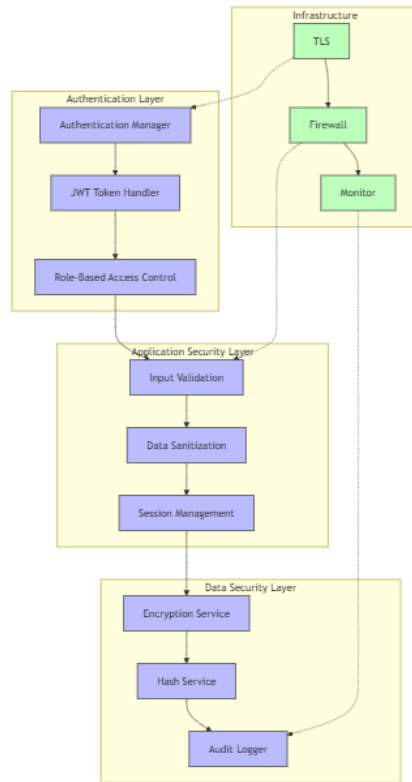 Infrastructure
TLS
Authentication Layer
Authentication Manager
Firewall
JWT Token Handler
Monitor
Role-Based Access Control
Application Security Layer
Input Validation
Data Sanitization
Session Management
Data Security Layer
Encryption Service
Hash Service
Audit Logger